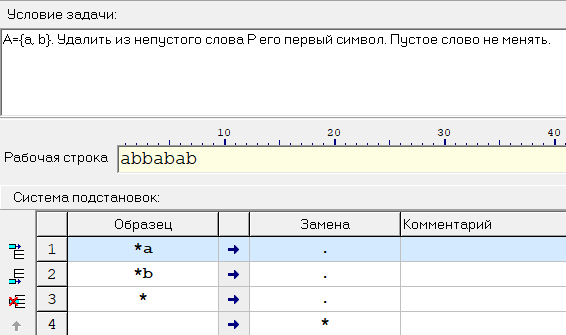 Условие задачи:
A={a, b}. Удалить из непустого слова P его первый символ. Пустое слово не менять.
10 20 30 40
Рабочая строка abbabab
Система подстановок:
Образец Замена Комментарий
1 *a → .
2 *b → .
3 * → .
4 → *